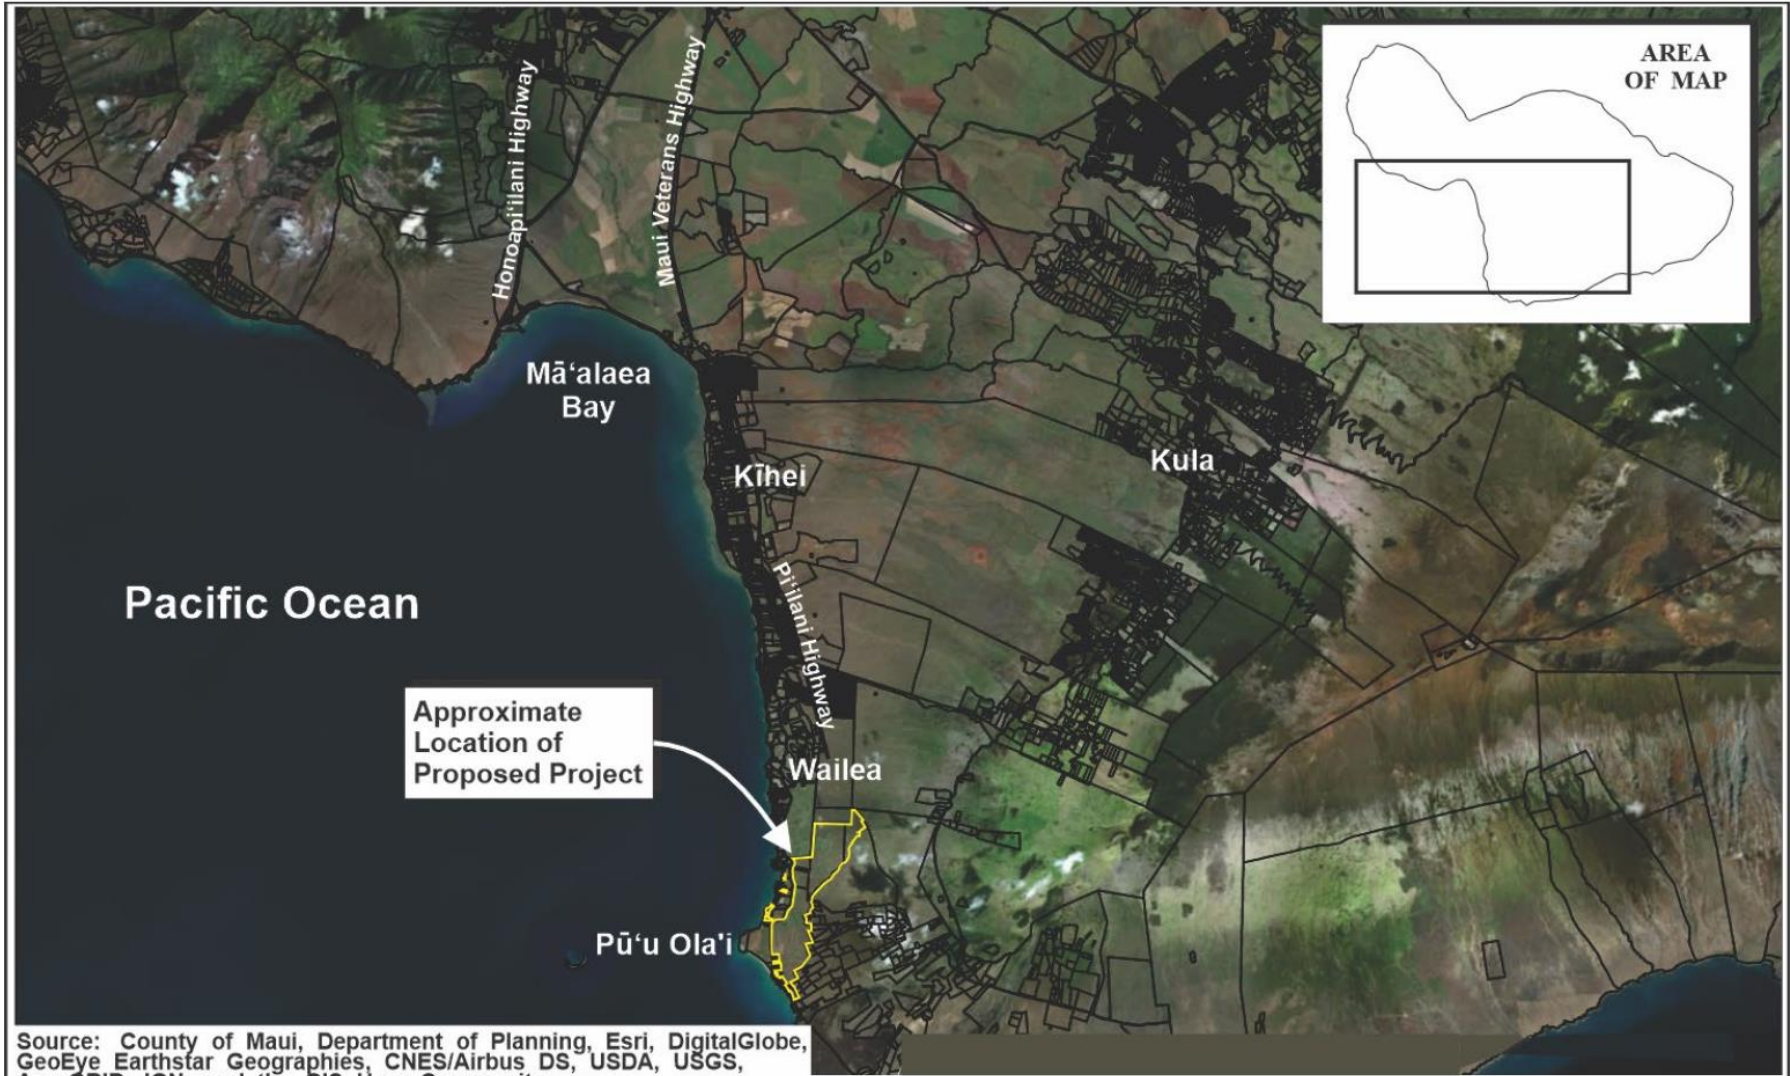 AREA
OF MAP
Honoapi‘ilani Highway
Maui Veterans Highway
Mā‘alaea
Bay
Kula
Kīhei
Pi‘ilani Highway
Pacific Ocean
Approximate
Location of
Proposed Project
Wailea
Pū‘u Ola'i
Source: County of Maui, Department of Planning, Esri, DigitalGlobe,
GeoEye Earthstar Geographies, CNES/Airbus DS, USDA, USGS,